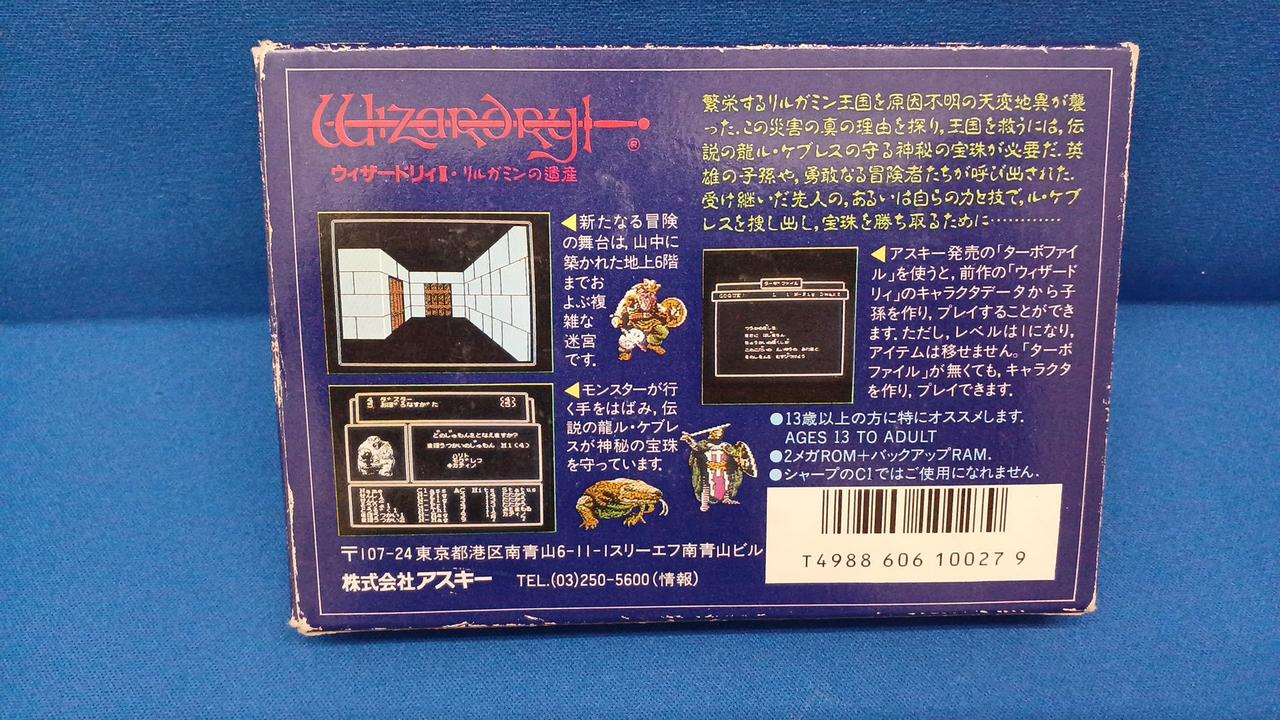 Wizardry®
ウィザードリィⅡ・リルガミンの遺産
繁栄するリルガミン王国を原因不明の天変地異が襲
った。この災害の真の理由を探り、王国を救うには、伝
説の龍ル・ケブレスの守る神秘の宝珠が必要だ。英
雄の子孫や、勇敢なる冒険者たちが呼び出された。
受け継いだ先人の、あるいは自らの力と技で、ル・ケブ
レスを捜し出し、宝珠を勝ち取るために…………
◀新たなる冒険
の舞台は、山中に
築かれた地上6階
までお
よぶ複
雑な
迷宮
です。
◀モンスターが行
く手をはばみ、伝
説の龍ル・ケブレ
スが神秘の宝珠
を守っています。
ターボファイル
◀アスキー発売の「ターボファイ
ル」を使うと、前作の「ウィザード
リィ」のキャラクタデータから子
孫を作り、プレイすることができ
ます。ただし、レベルは1になり、
アイテムは移せません。「ターボ
ファイル」が無くても、キャラクタ
を作り、プレイできます。
どのじゅもんをとなえますか?
●13歳以上の方に特にオススメします。
AGES 13 TO ADULT
●2メガROM+バックアップRAM.
●シャープのC1ではご使用になれません.
T4988 606 10027 9
〒107-24 東京都港区南青山6-11-1スリーエフ南青山ビル
株式会社アスキー TEL.(03)250-5600(情報)